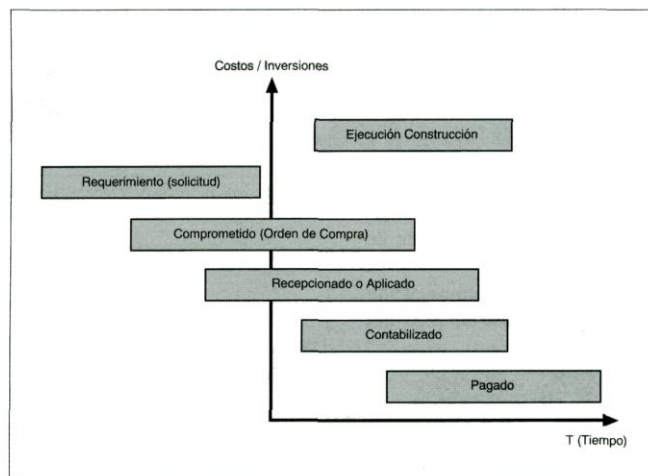 Costos / Inversiones
Ejecución Construcción
Requerimiento (solicitud)
Comprometido (Orden de Compra)
Recepcionado o Aplicado
Contabilizado
Pagado
T (Tiempo)